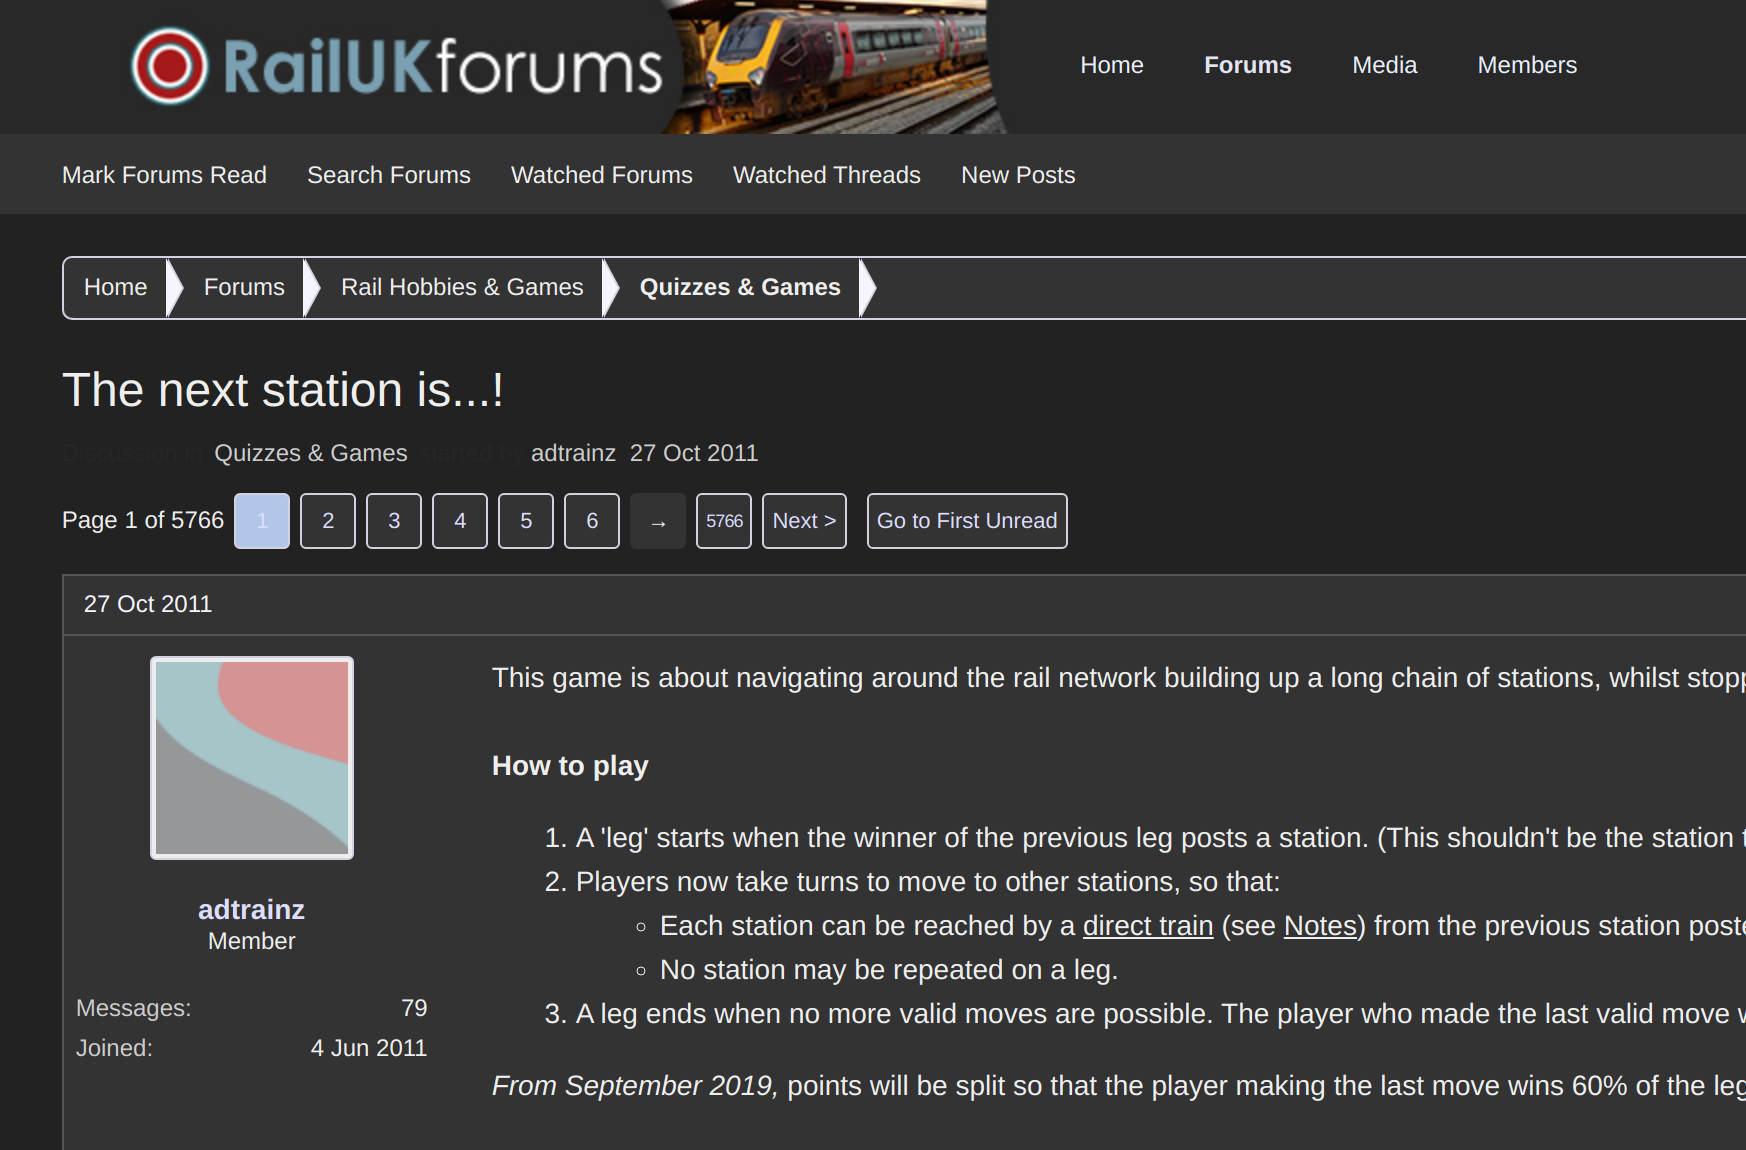 RailUKforums
Home Forums Media Members
Mark Forums Read Search Forums Watched Forums Watched Threads New Posts
Home Forums Rail Hobbies & Games Quizzes & Games
The next station is...!
Discussion in Quizzes & Games started by adtrainz 27 Oct 2011
Page 1 of 5766 1 2 3 4 5 6 → 5766 Next > Go to First Unread
27 Oct 2011
adtrainz
Member
Messages: 79
Joined: 4 Jun 2011
This game is about navigating around the rail network building up a long chain of stations, whilst
How to play
1. A 'leg' starts when the winner of the previous leg posts a station. (This shouldn't be the station
2. Players now take turns to move to other stations, so that:
◦ Each station can be reached by a direct train (see Notes) from the previous station
◦ No station may be repeated on a leg.
3. A leg ends when no more valid moves are possible. The player who made the last valid move
From September 2019, points will be split so that the player making the last move wins 60% of the